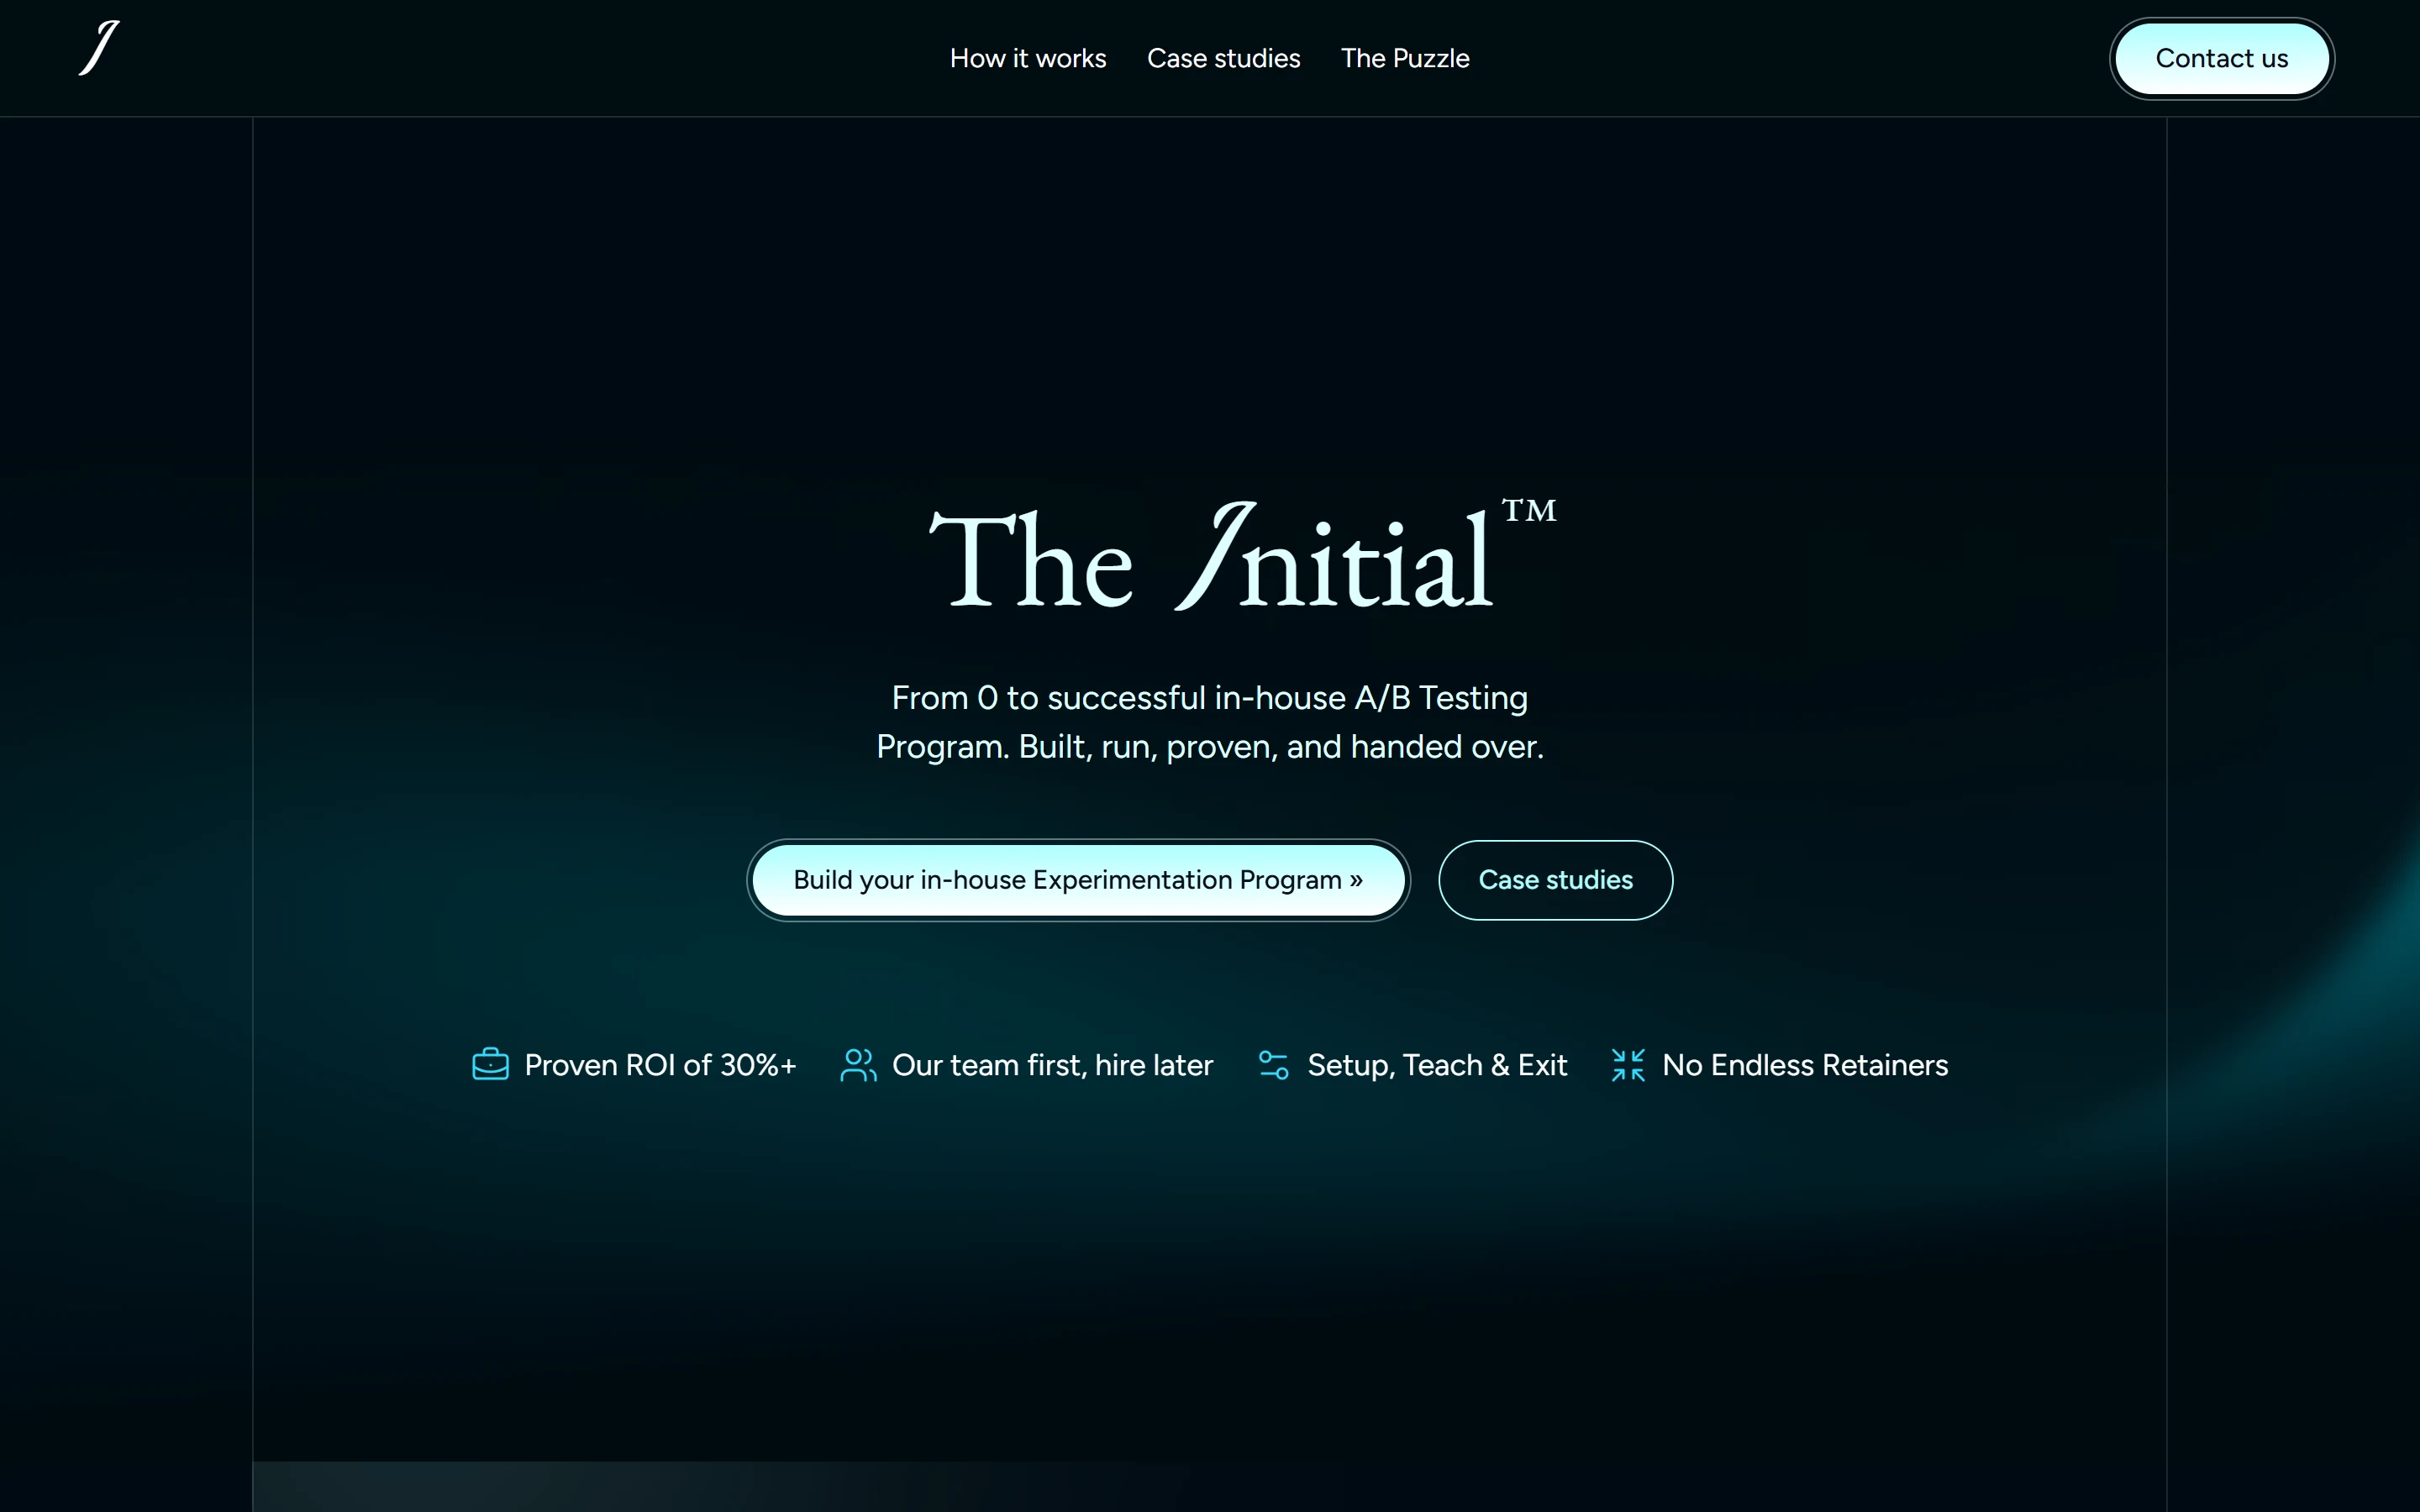 I
How it works
Case studies
The Puzzle
Contact us
The Initial™
From 0 to successful in-house A/B Testing
Program. Built, run, proven, and handed over.
Build your in-house Experimentation Program »
Case studies
Proven ROI of 30%+
Our team first, hire later
Setup, Teach & Exit
No Endless Retainers